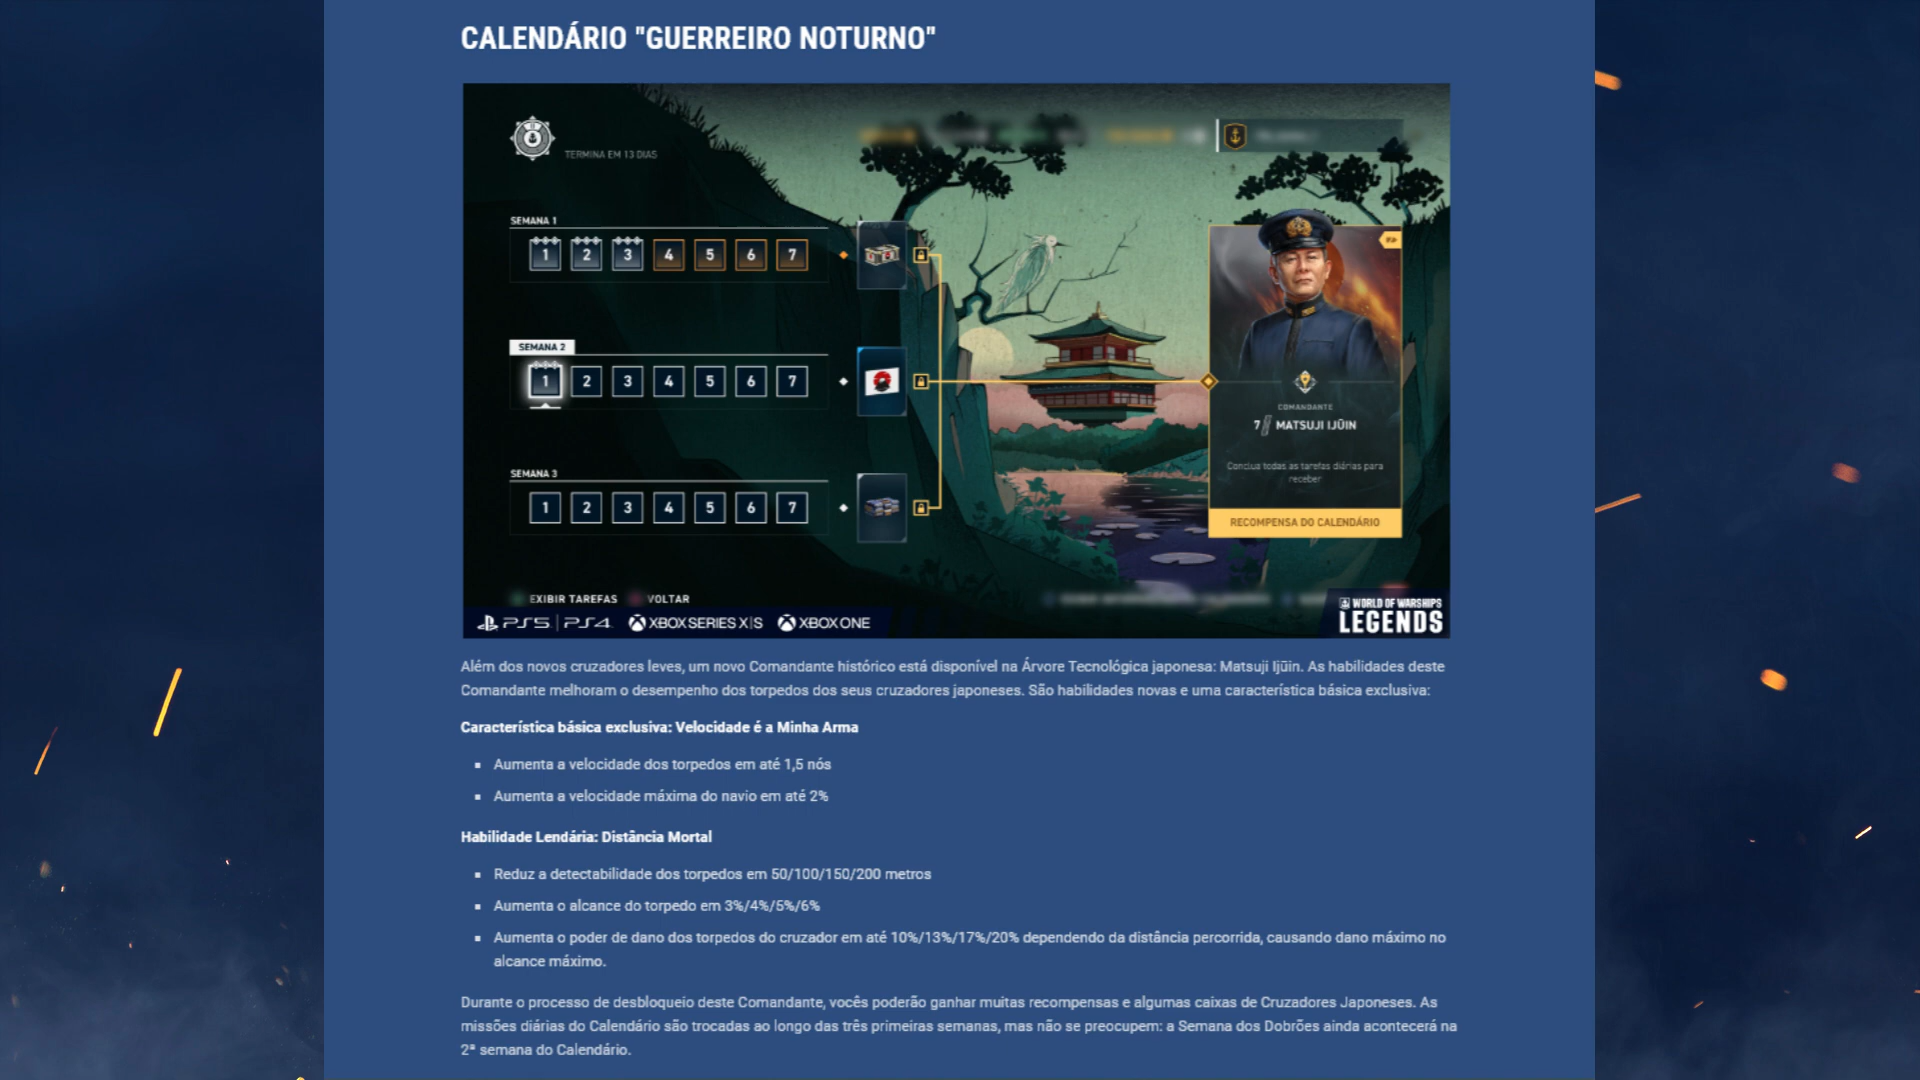 CALENDÁRIO "GUERREIRO NOTURNO"
TERMINA EM 13 DIAS
SEMANA 1
1 2 3 4 5 6 7
SEMANA 2
1 2 3 4 5 6 7
SEMANA 3
1 2 3 4 5 6 7
COMANDANTE
7 MATSUJI IJŪIN
Conclua todas as tarefas diárias para
receber
RECOMPENSA DO CALENDÁRIO
EXIBIR TAREFAS VOLTAR
PS5 | PS4 XBOX SERIES X|S XBOX ONE
WORLD OF WARSHIPS
LEGENDS
Além dos novos cruzadores leves, um novo Comandante histórico está disponível na Árvore Tecnológica japonesa: Matsuji Ijūin. As habilidades deste
Comandante melhoram o desempenho dos torpedos dos seus cruzadores japoneses. São habilidades novas e uma característica básica exclusiva:
Característica básica exclusiva: Velocidade é a Minha Arma
▪ Aumenta a velocidade dos torpedos em até 1,5 nós
▪ Aumenta a velocidade máxima do navio em até 2%
Habilidade Lendária: Distância Mortal
▪ Reduz a detectabilidade dos torpedos em 50/100/150/200 metros
▪ Aumenta o alcance do torpedo em 3%/4%/5%/6%
▪ Aumenta o poder de dano dos torpedos do cruzador em até 10%/13%/17%/20% dependendo da distância percorrida, causando dano máximo no
alcance máximo.
Durante o processo de desbloqueio deste Comandante, vocês poderão ganhar muitas recompensas e algumas caixas de Cruzadores Japoneses. As
missões diárias do Calendário são trocadas ao longo das três primeiras semanas, mas não se preocupem: a Semana dos Dobrões ainda acontecerá na
2ª semana do Calendário.